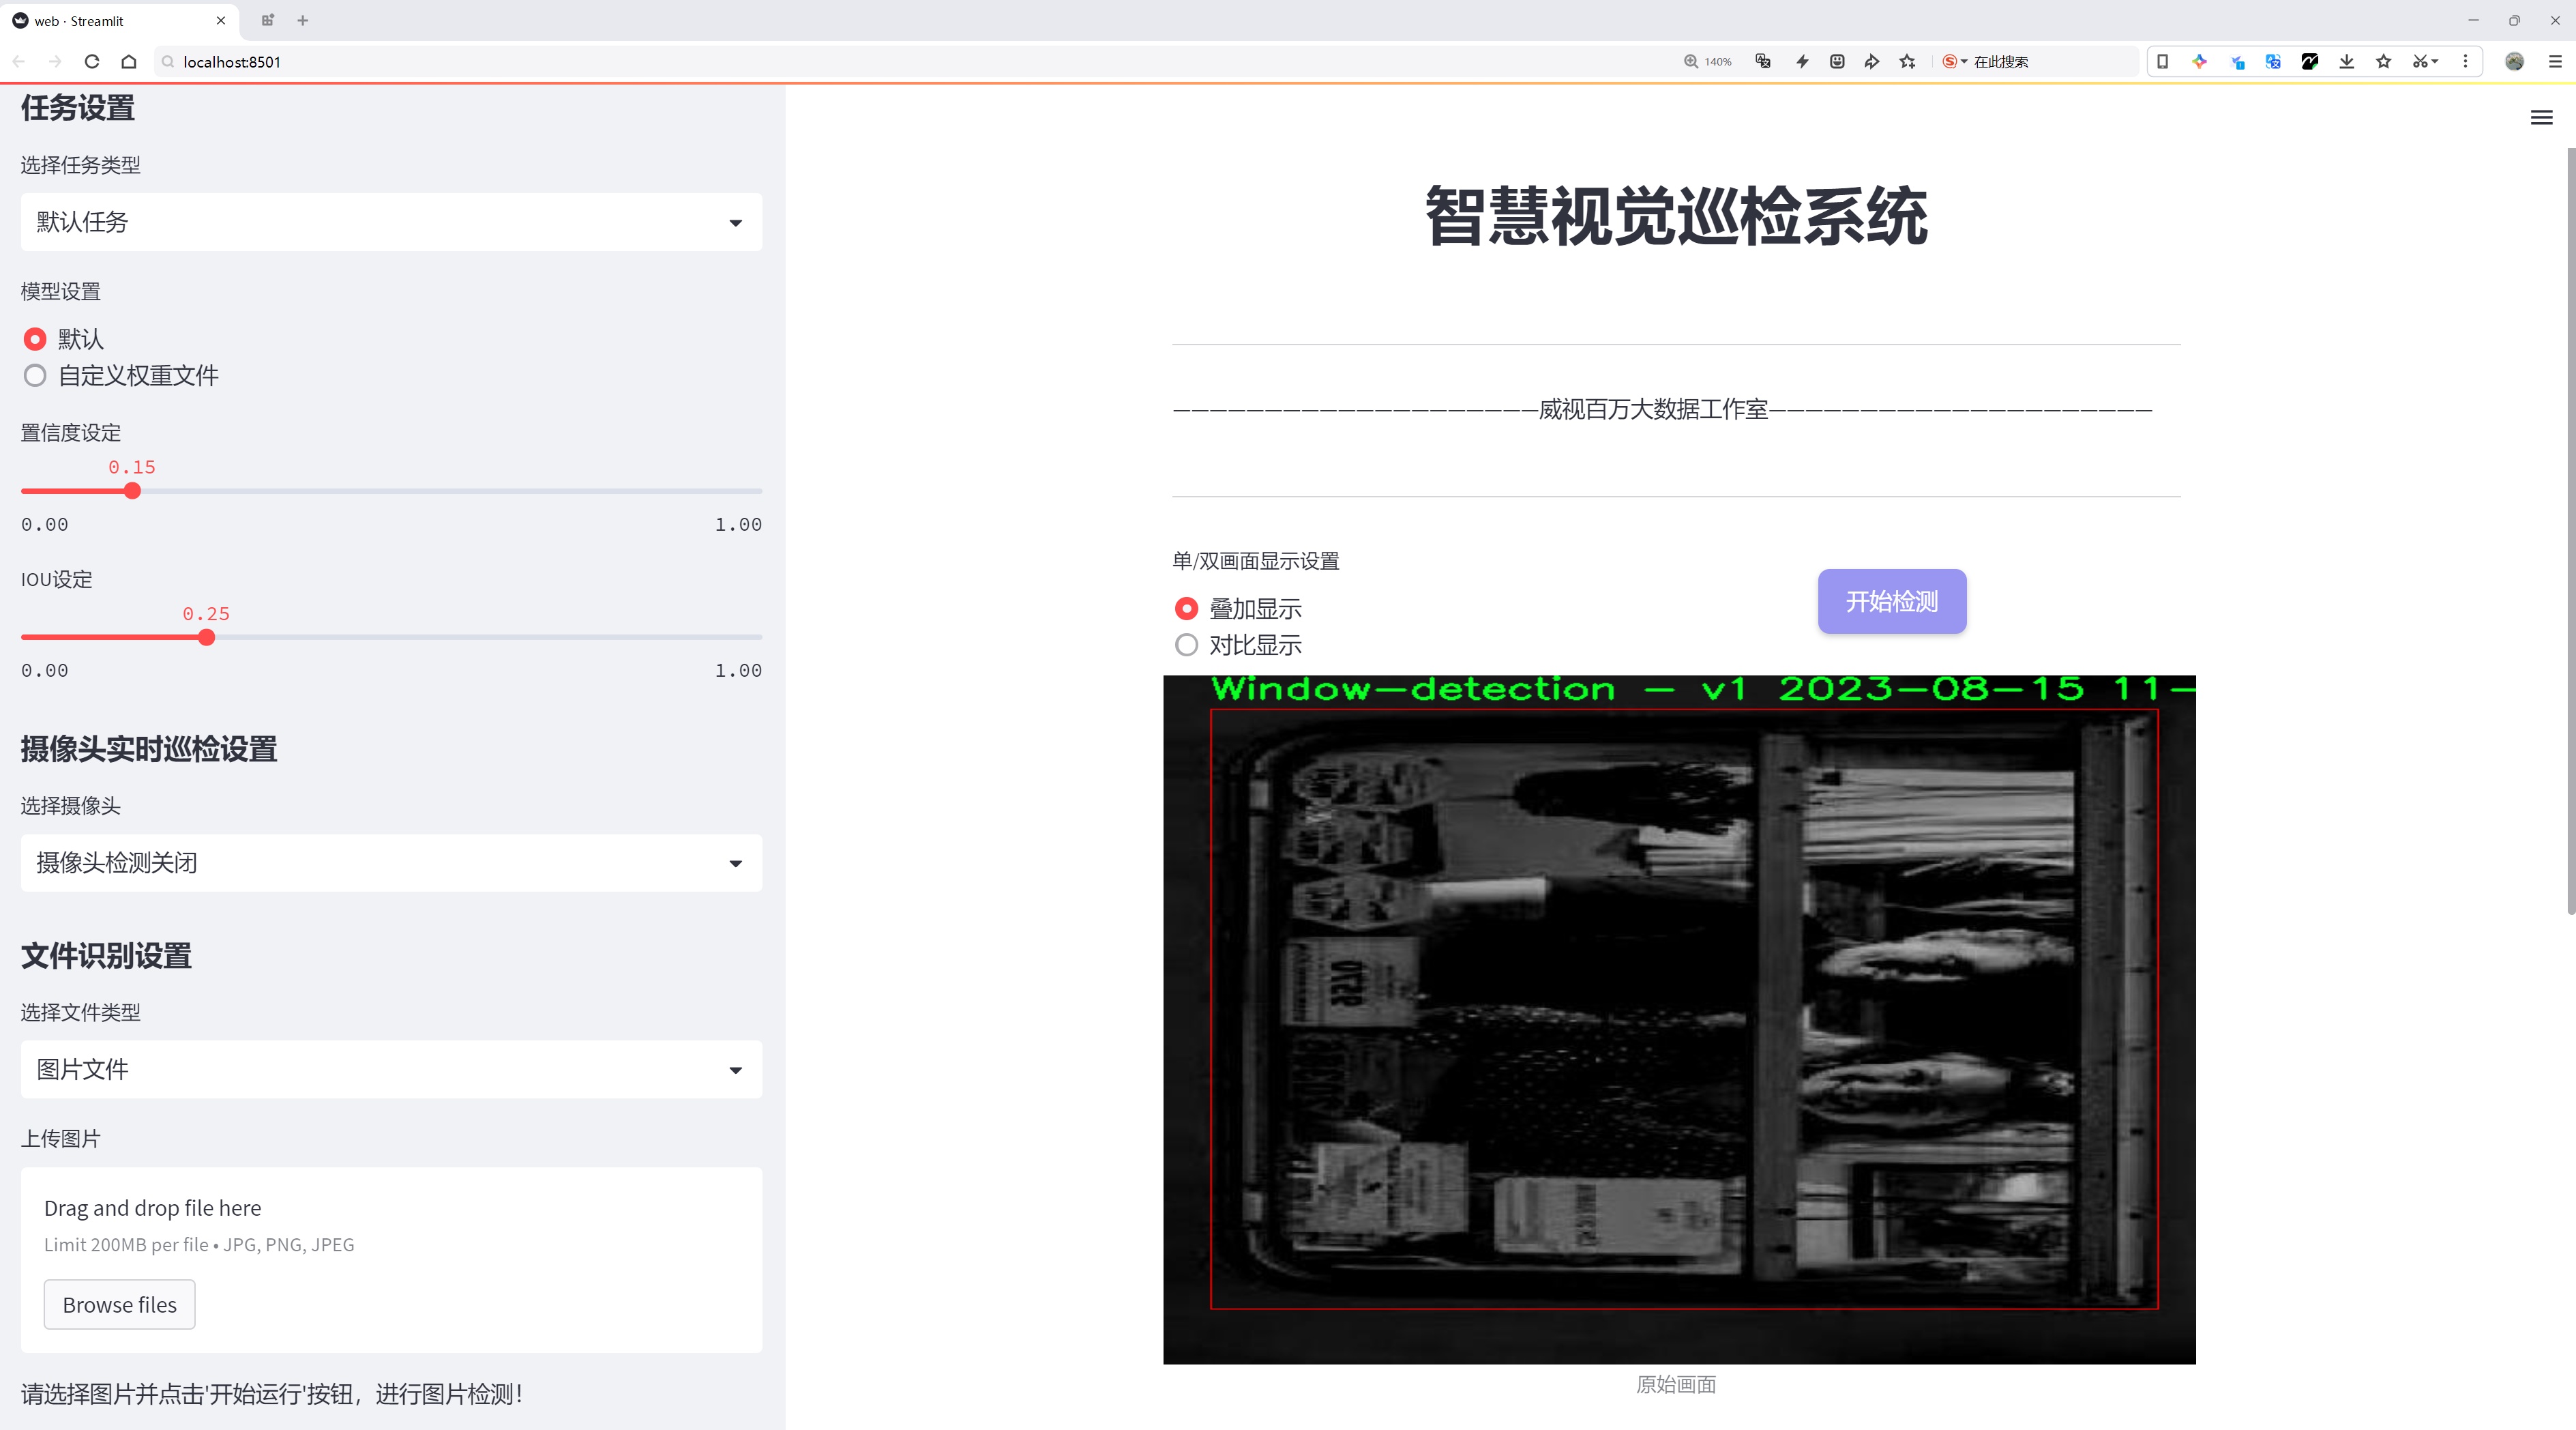 web · Streamlit
localhost:8501
140%
在此搜索
任务设置
选择任务类型
默认任务
模型设置
默认
自定义权重文件
置信度设定
0.15
0.00 1.00
IOU设定
0.25
0.00 1.00
摄像头实时巡检设置
选择摄像头
摄像头检测关闭
文件识别设置
选择文件类型
图片文件
上传图片
Drag and drop file here
Limit 200MB per file • JPG, PNG, JPEG
Browse files
请选择图片并点击'开始运行'按钮，进行图片检测！
智慧视觉巡检系统
—————————————————————威视百万大数据工作室—————————————————————
单/双画面显示设置
叠加显示
对比显示
开始检测
Window-detection - v1 2023-08-15 11-
原始画面